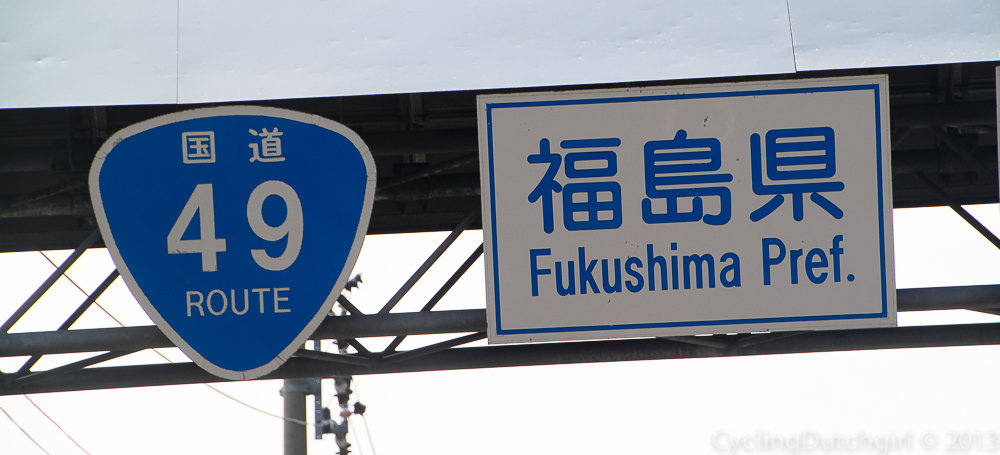 国道
49
ROUTE
福島県
Fukushima Pref.
CyclingDutchgirl © 2013